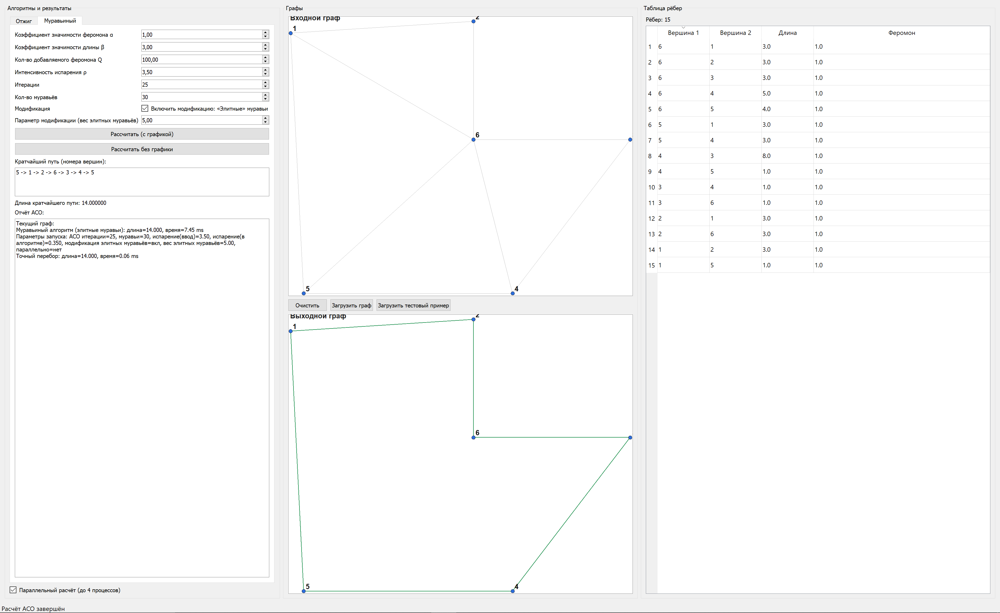 Алгоритмы и результаты
Отжиг
Муравьиный
Коэффициент значимости феромона α
1,00
Коэффициент значимости длины β
3,00
Кол-во добавляемого феромона Q
100,00
Интенсивность испарения ρ
3,50
Итерации
25
Кол-во муравьёв
30
Модификация
Включить модификацию: «Элитные» муравьи
Параметр модификации (вес элитных муравьёв)
5,00
Рассчитать (с графикой)
Рассчитать без графики
Кратчайший путь (номера вершин):
5 -> 1 -> 2 -> 6 -> 3 -> 4 -> 5
Длина кратчайшего пути: 14.000000
Отчёт ACO:
Текущий граф:
Муравьиный алгоритм (элитные муравьи): длина=14.000, время=7.45 ms
Параметры запуска: ACO итерации=25, муравьи=30, испарение(ввод)=3.50, испарение(в
алгоритме)=0.350, модификация элитных муравьёв=вкл, вес элитных муравьёв=5.00,
параллельно=нет
Точный перебор: длина=14.000, время=0.06 ms
Параллельный расчёт (до 4 процессов)
Расчёт ACO завершён
Графы
Входной граф
2
1
6
5
4
Очистить
Загрузить граф
Загрузить тестовый пример
Выходной граф
2
1
6
5
4
Таблица рёбер
Рёбер: 15
Вершина 1 Вершина 2 Длина Феромон
1 6 1 3.0 1.0
2 6 2 3.0 1.0
3 6 3 3.0 1.0
4 6 4 5.0 1.0
5 6 5 4.0 1.0
6 5 1 3.0 1.0
7 5 4 3.0 1.0
8 4 3 8.0 1.0
9 4 5 1.0 1.0
10 3 4 1.0 1.0
11 3 6 1.0 1.0
12 2 1 3.0 1.0
13 2 6 3.0 1.0
14 1 2 3.0 1.0
15 1 5 1.0 1.0